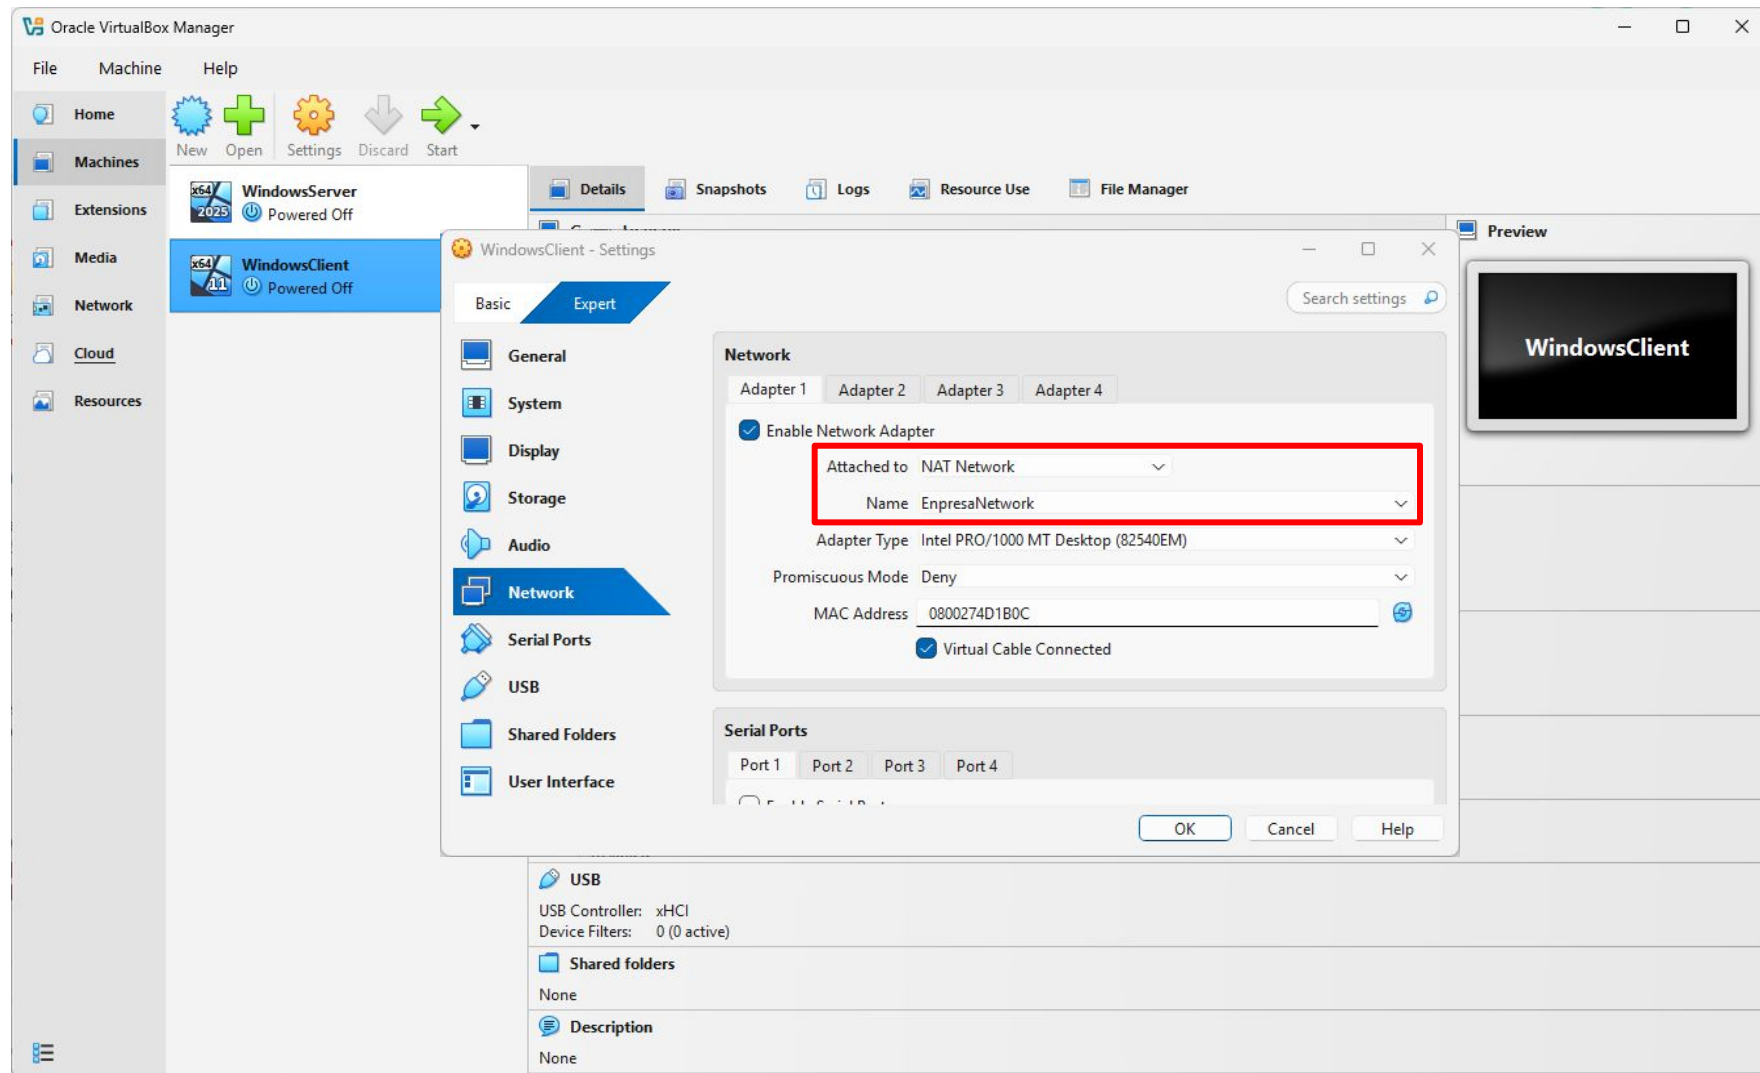 Oracle VirtualBox Manager
File Machine Help
Home
Machines
Extensions
Media
Network
Cloud
Resources
New Open Settings Discard Start
x64 2025 WindowsServer
Powered Off
x64 11 WindowsClient
Powered Off
Details Snapshots Logs Resource Use File Manager
Preview
WindowsClient
WindowsClient - Settings
Basic Expert
Search settings
General
System
Display
Storage
Audio
Network
Serial Ports
USB
Shared Folders
User Interface
Network
Adapter 1 Adapter 2 Adapter 3 Adapter 4
Enable Network Adapter
Attached to NAT Network
Name EnpresaNetwork
Adapter Type Intel PRO/1000 MT Desktop (82540EM)
Promiscuous Mode Deny
MAC Address 0800274D1B0C
Virtual Cable Connected
Serial Ports
Port 1 Port 2 Port 3 Port 4
OK Cancel Help
USB
USB Controller: xHCI
Device Filters: 0 (0 active)
Shared folders
None
Description
None